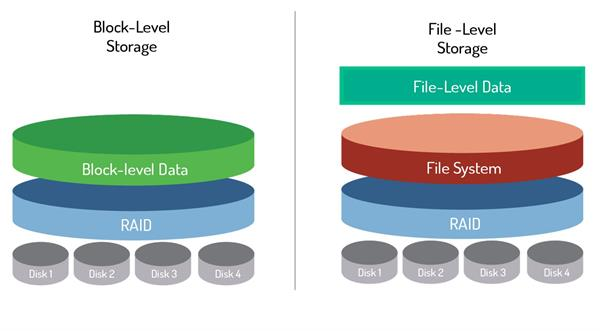 Block-Level
Storage
Block-level Data
RAID
Disk 1
Disk 2
Disk 3
Disk 4
File -Level
Storage
File-Level Data
File System
RAID
Disk 1
Disk 2
Disk 3
Disk 4